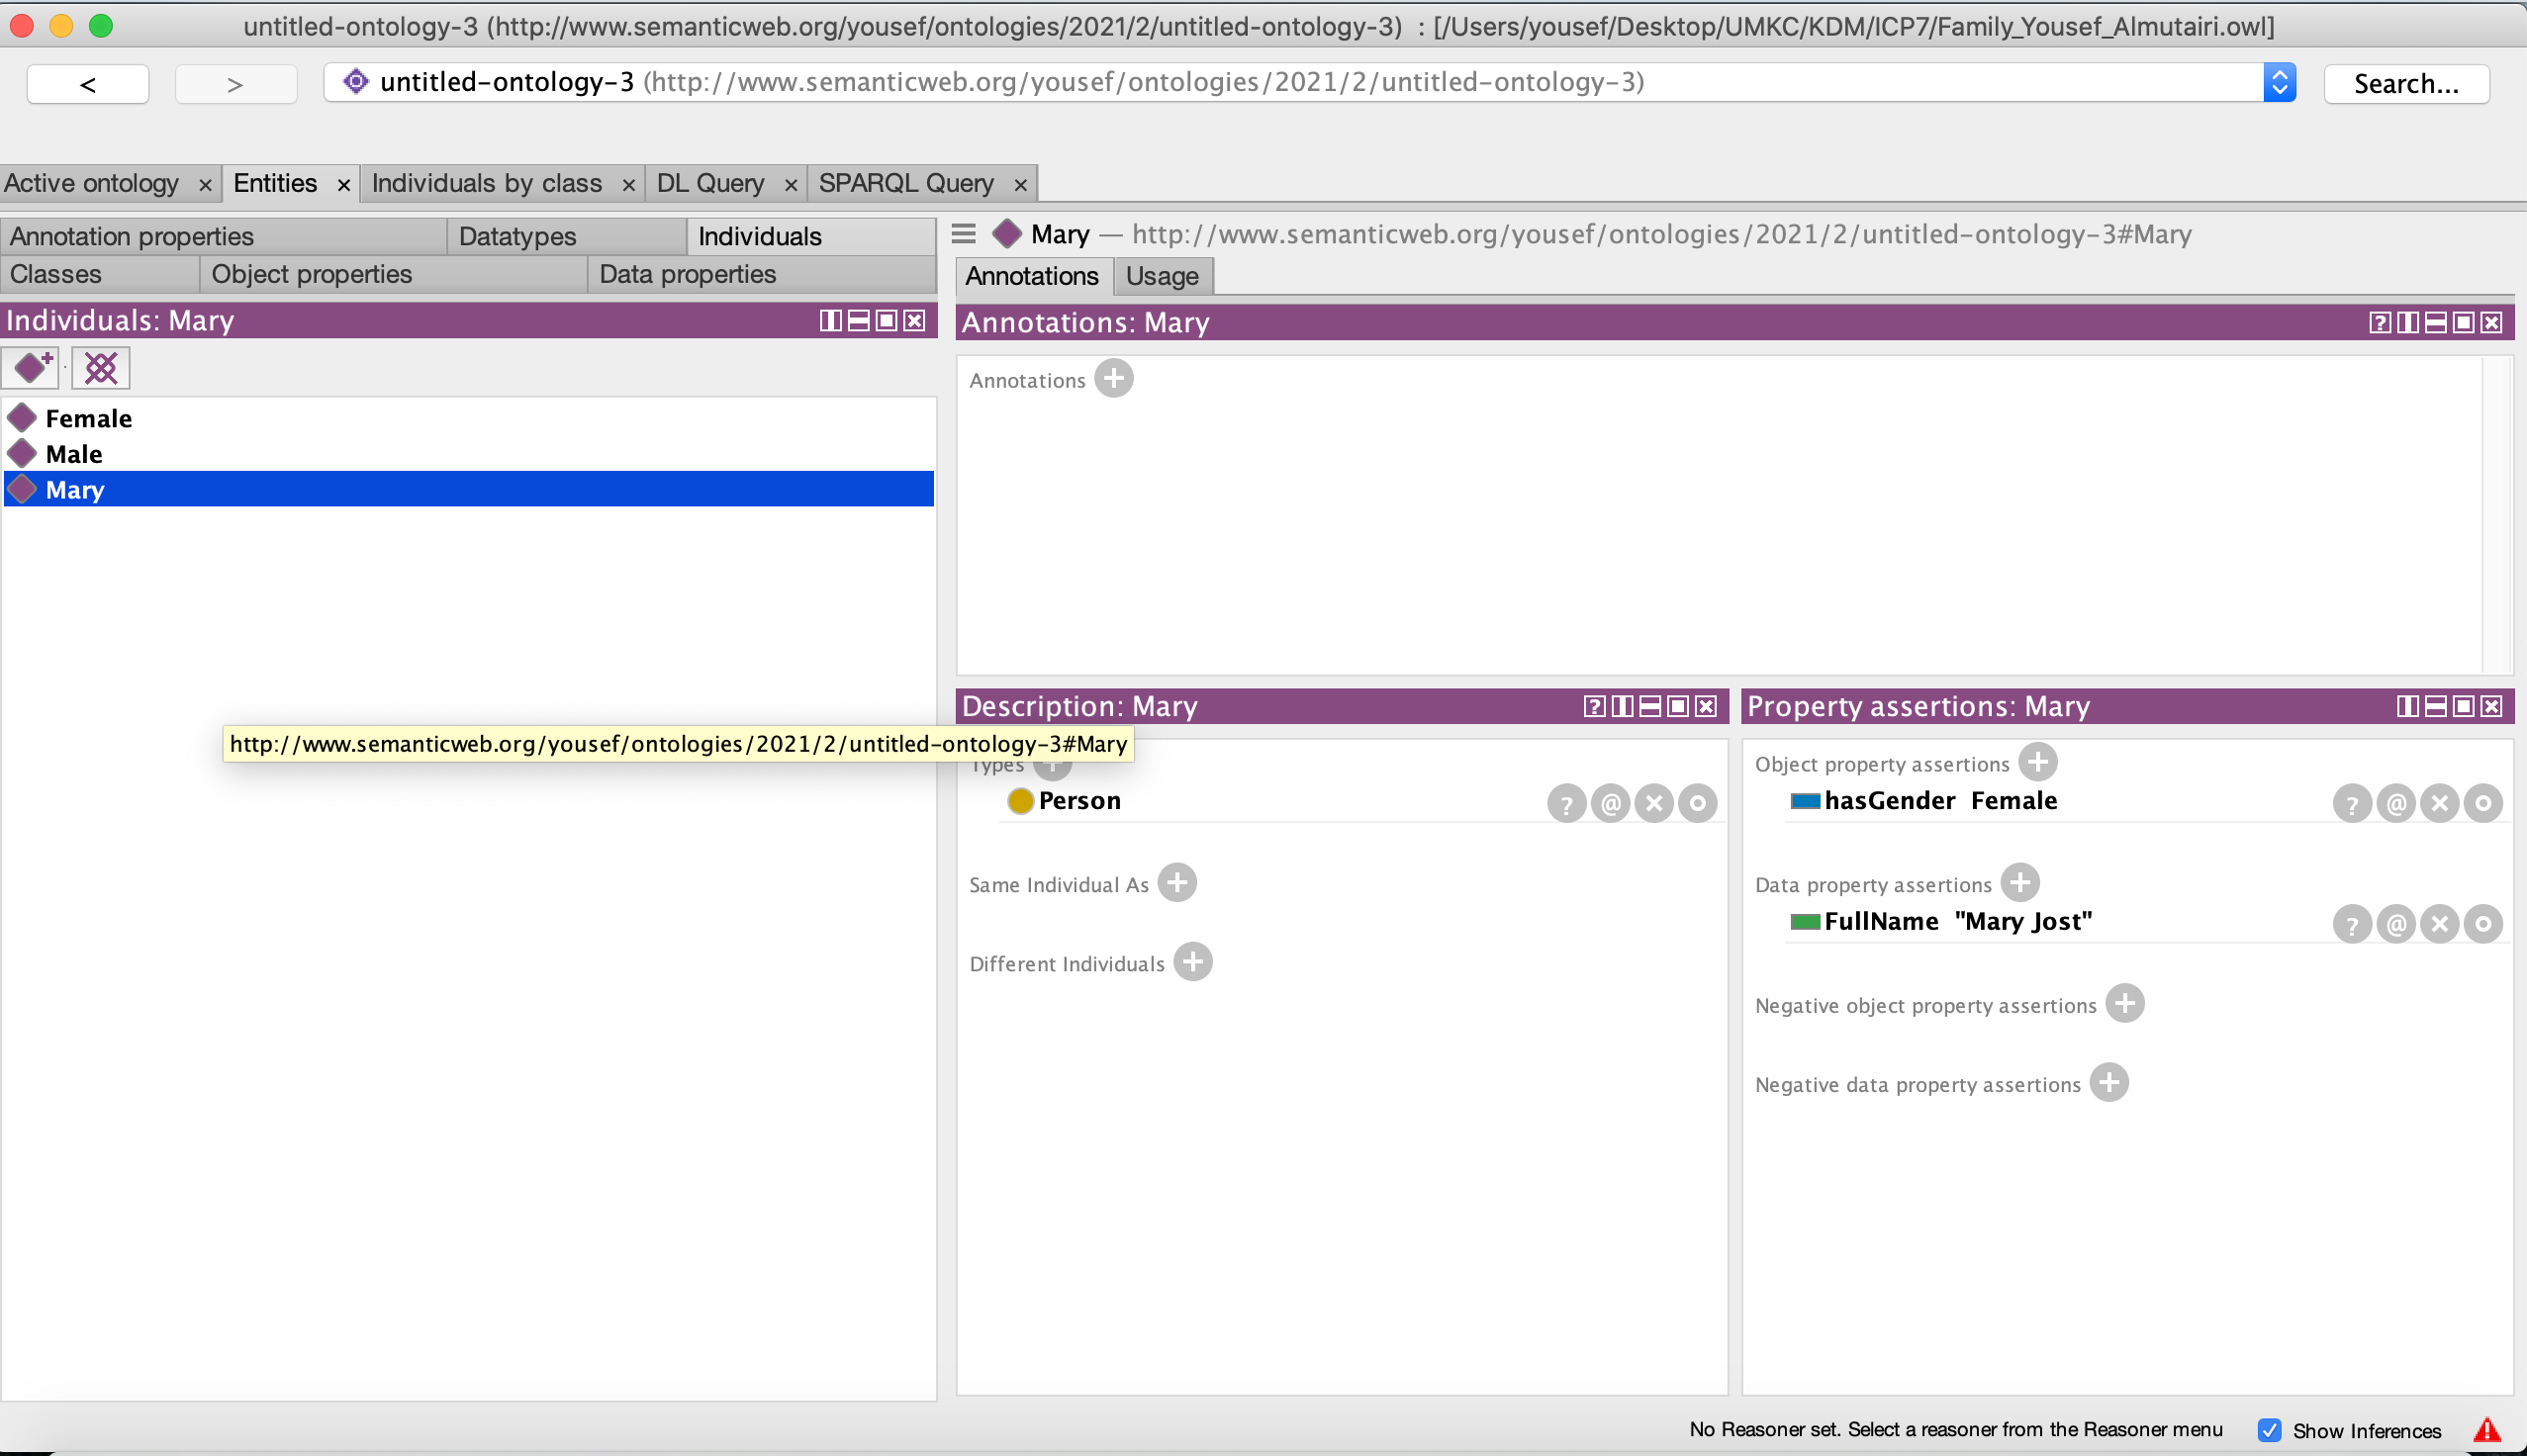 untitled-ontology-3 (http://www.semanticweb.org/yousef/ontologies/2021/2/untitled-ontology-3) : [/Users/yousef/Desktop/UMKC/KDM/ICP7/Family_Yousef_Almutairi.owl]
< > untitled-ontology-3 (http://www.semanticweb.org/yousef/ontologies/2021/2/untitled-ontology-3) Search...
Active ontology × Entities × Individuals by class × DL Query × SPARQL Query ×
Annotation properties Datatypes Individuals
Classes Object properties Data properties
Individuals: Mary
Female
Male
Mary
http://www.semanticweb.org/yousef/ontologies/2021/2/untitled-ontology-3#Mary
Mary — http://www.semanticweb.org/yousef/ontologies/2021/2/untitled-ontology-3#Mary
Annotations Usage
Annotations: Mary
Annotations
Description: Mary
Types
Person
Same Individual As
Different Individuals
Property assertions: Mary
Object property assertions
hasGender Female
Data property assertions
FullName "Mary Jost"
Negative object property assertions
Negative data property assertions
No Reasoner set. Select a reasoner from the Reasoner menu Show Inferences